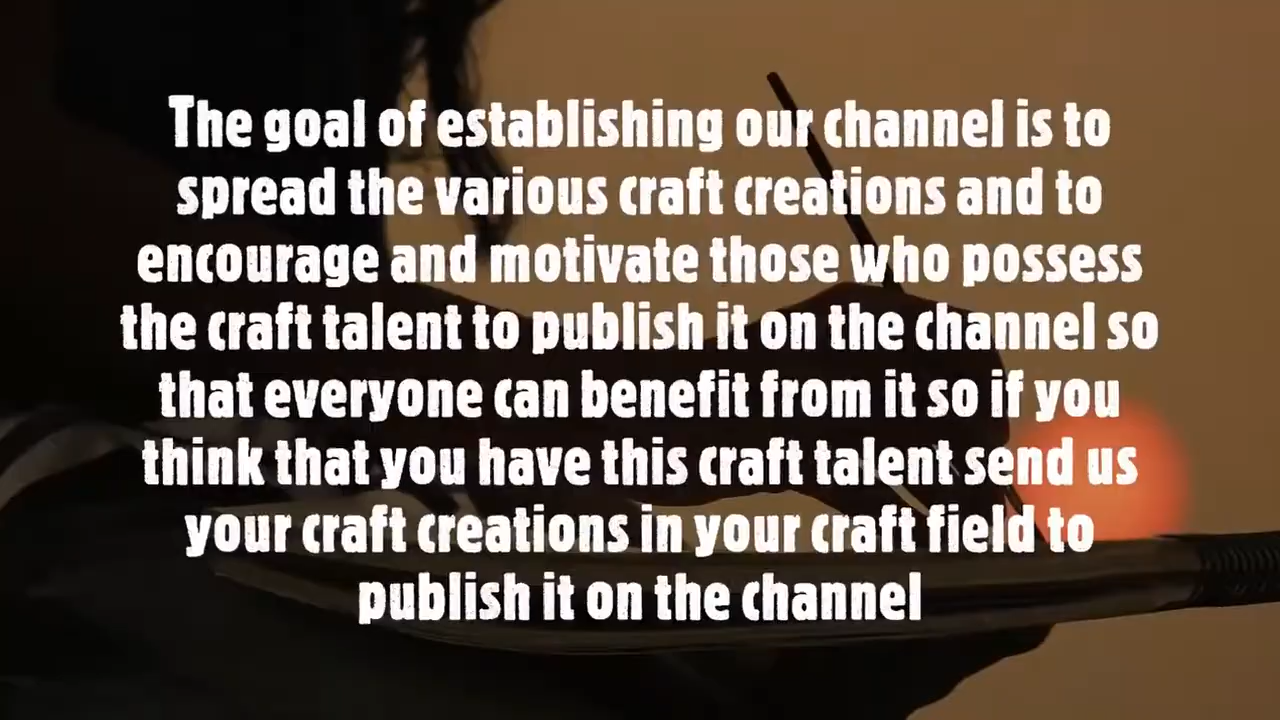 The goal of establishing our channel is to
spread the various craft creations and to
encourage and motivate those who possess
the craft talent to publish it on the channel so
that everyone can benefit from it so if you
think that you have this craft talent send us
your craft creations in your craft field to
publish it on the channel